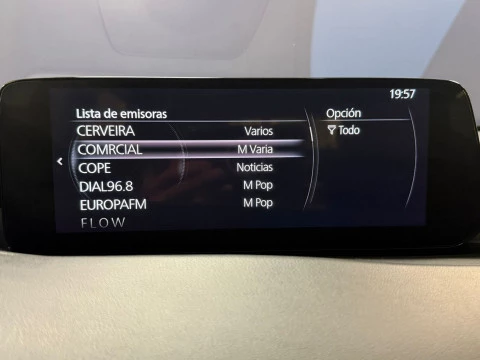 19:57
Lista de emisoras Opción
CERVEIRA Varios Todo
COMRCIAL M Varia
COPE Noticias
DIAL96.8 M Pop
EUROPAFM M Pop
FLOW